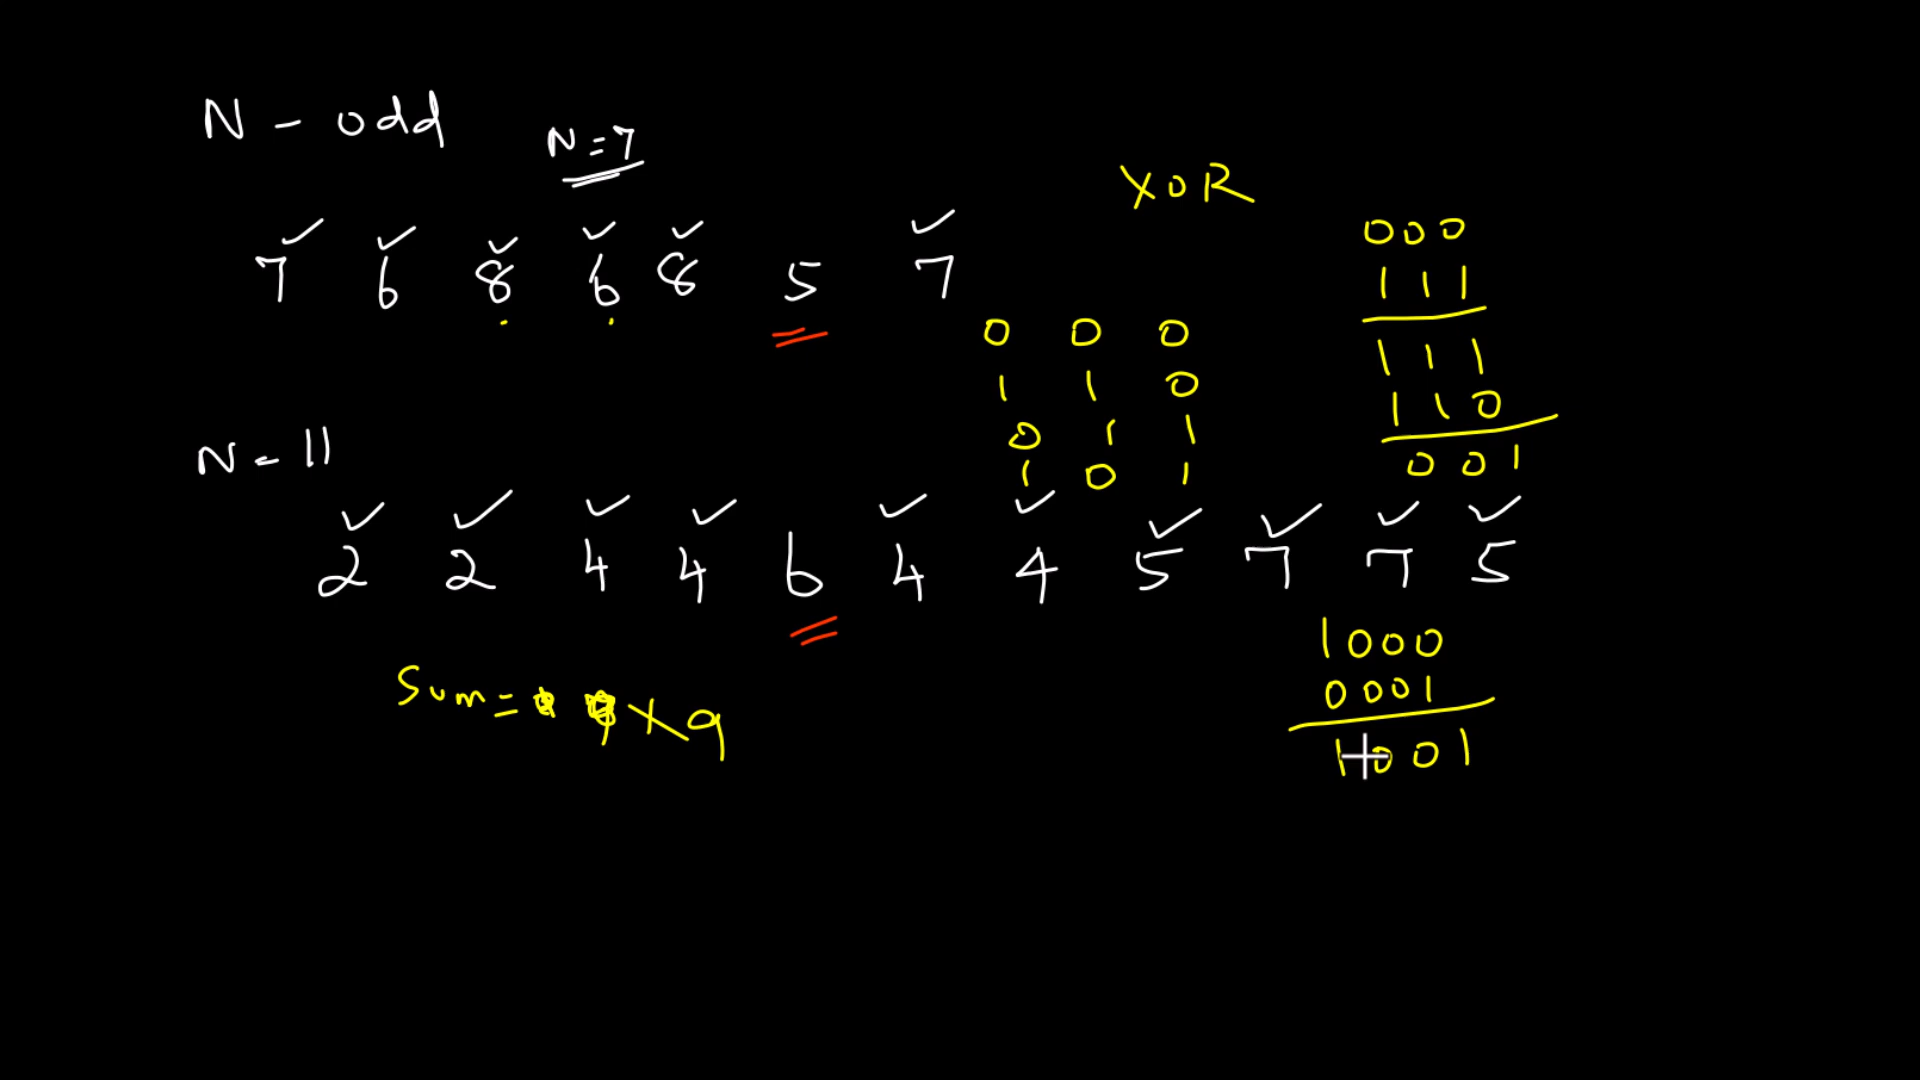 N - odd
N = 7
XOR
7 6 8 6 8 5 7
000
111
111
110
001
0 0 0
1 1 0
0 1 1
1 0 1
N = 11
2 2 4 4 6 4 4 5 7 7 5
Sum = x 9
1000
0001
1001